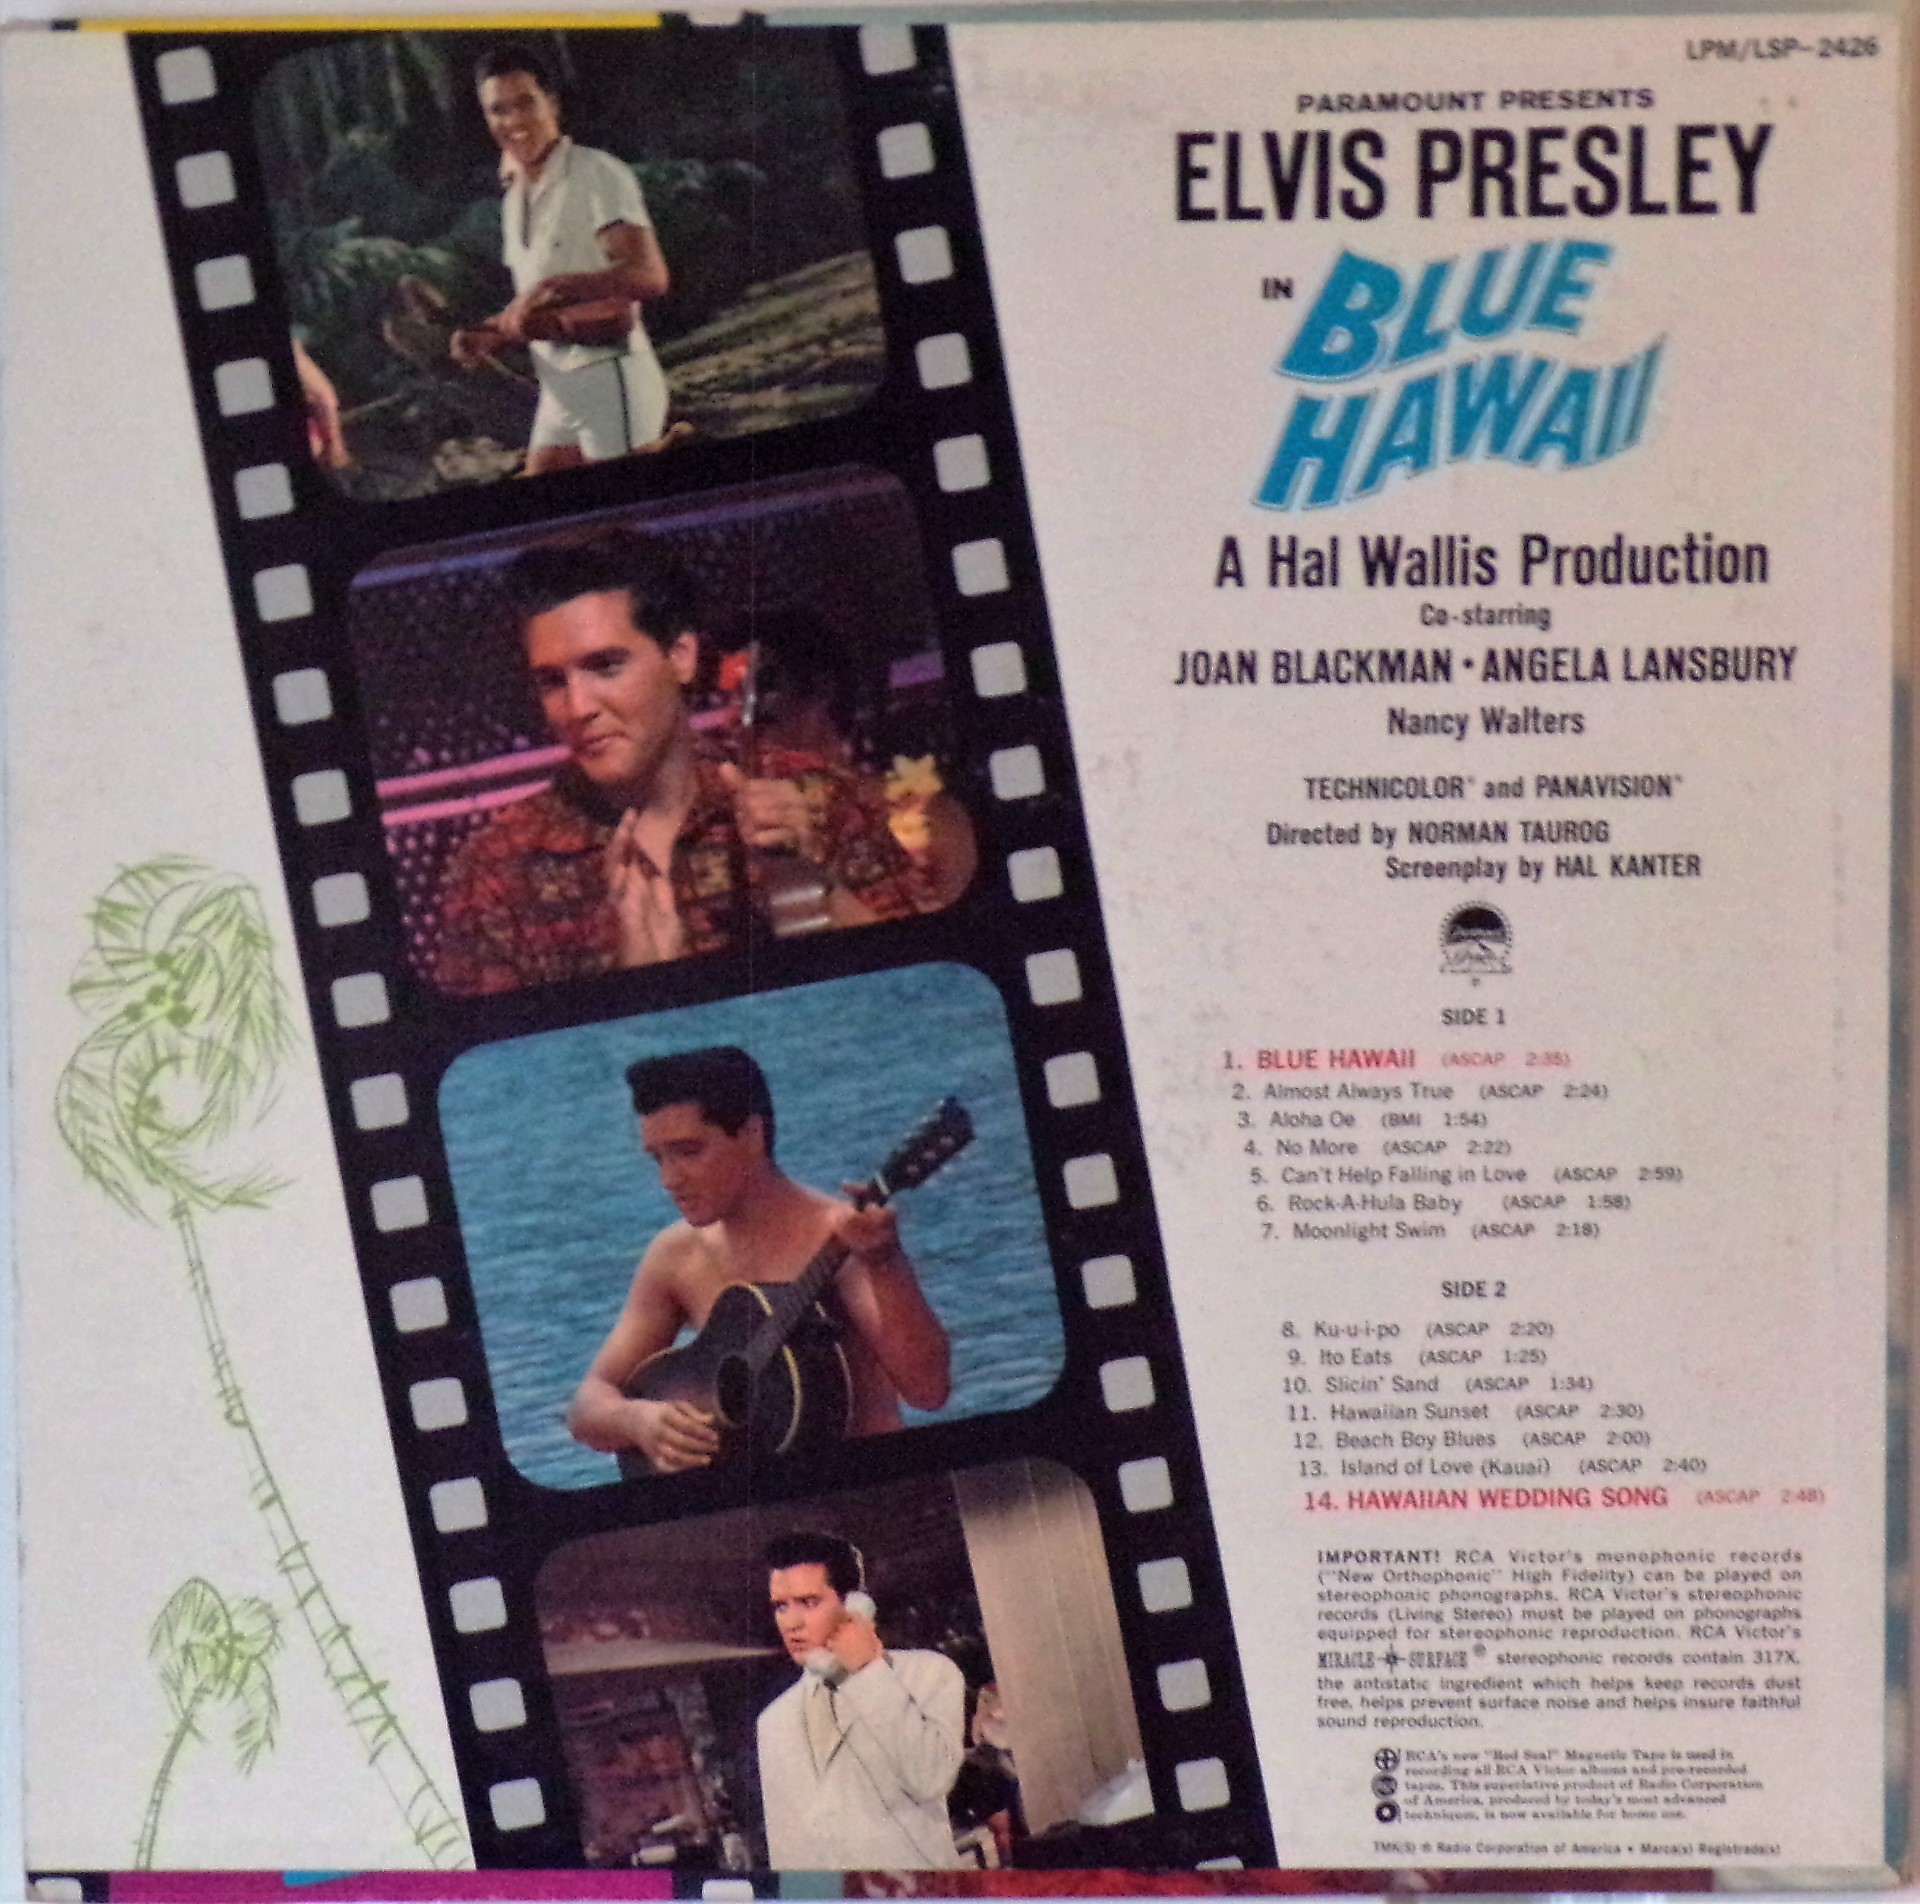 LPM/LSP-2426
PARAMOUNT PRESENTS
ELVIS PRESLEY
IN BLUE
HAWAII
A Hal Wallis Production
Co-starring
JOAN BLACKMAN • ANGELA LANSBURY
Nancy Walters
TECHNICOLOR® and PANAVISION®
Directed by NORMAN TAUROG
Screenplay by HAL KANTER
SIDE 1
1. BLUE HAWAII (ASCAP 2:35)
2. Almost Always True (ASCAP 2:24)
3. Aloha Oe (BMI 1:54)
4. No More (ASCAP 2:22)
5. Can't Help Falling in Love (ASCAP 2:59)
6. Rock-A-Hula Baby (ASCAP 1:58)
7. Moonlight Swim (ASCAP 2:18)
SIDE 2
8. Ku-u-i-po (ASCAP 2:20)
9. Ito Eats (ASCAP 1:25)
10. Slicin' Sand (ASCAP 1:34)
11. Hawaiian Sunset (ASCAP 2:30)
12. Beach Boy Blues (ASCAP 2:00)
13. Island of Love (Kauai) (ASCAP 2:40)
14. HAWAIIAN WEDDING SONG (ASCAP 2:48)
IMPORTANT! RCA Victor's monophonic records
("New Orthophonic" High Fidelity) can be played on
stereophonic phonographs. RCA Victor's stereophonic
records (Living Stereo) must be played on phonographs
equipped for stereophonic reproduction. RCA Victor's
MIRACLE SURFACE ® stereophonic records contain 317X,
the antistatic ingredient which helps keep records dust
free, helps prevent surface noise and helps insure faithful
sound reproduction.
RCA's new "Red Seal" Magnetic Tape is used in
recording all RCA Victor albums and pre-recorded
tapes. This superlative product of Radio Corporation
of America, produced by today's most advanced
techniques, is now available for home use.
TMK(S) ® Radio Corporation of America • Marca(s) Registrada(s)